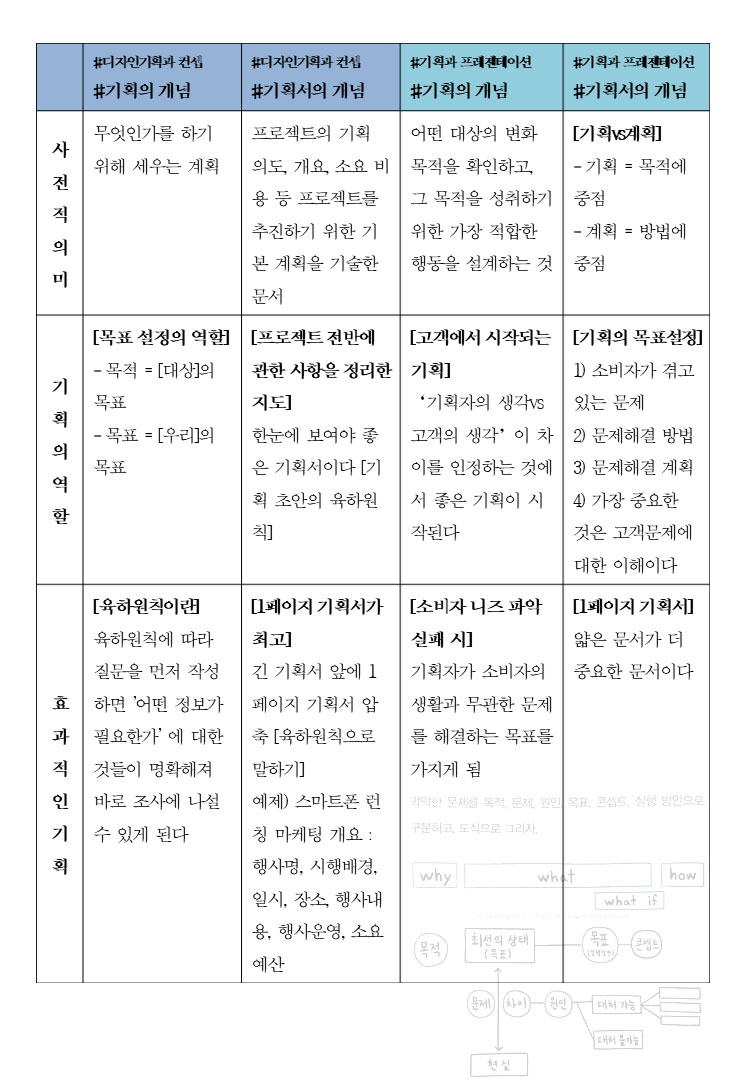 #디자인기획과 컨셉
#기획의 개념
#디자인기획과 컨셉
#기획서의 개념
#기획과 프레젠테이션
#기획의 개념
#기획과 프레젠테이션
#기획서의 개념
사
전
적
의
미
무엇인가를 하기
위해 세우는 계획
프로젝트의 기획
의도, 개요, 소요 비
용 등 프로젝트를
추진하기 위한 기
본 계획을 기술한
문서
어떤 대상의 변화
목적을 확인하고,
그 목적을 성취하기
위한 가장 적합한
행동을 설계하는 것
[기획vs계획]
- 기획 = 목적에
중점
- 계획 = 방법에
중점
기
획
의
역
할
[목표 설정의 역할]
- 목적 = [대상]의
목표
- 목표 = [우리]의
목표
[프로젝트 전반에
관한 사항을 정리한
지도]
한눈에 보여야 좋
은 기획서이다 [기
획 초안의 육하원
칙]
[고객에서 시작되는
기획]
‘기획자의 생각vs
고객의 생각’ 이 차
이를 인정하는 것에
서 좋은 기획이 시
작된다
[기획의 목표설정]
1) 소비자가 겪고
있는 문제
2) 문제해결 방법
3) 문제해결 계획
4) 가장 중요한
것은 고객문제에
대한 이해이다
효
과
적
인
기
획
[육하원칙이란]
육하원칙에 따라
질문을 먼저 작성
하면 ’어떤 정보가
필요한가’ 에 대한
것들이 명확해져
바로 조사에 나설
수 있게 된다
[1페이지 기획서가
최고]
긴 기획서 앞에 1
페이지 기획서 압
축 [육하원칙으로
말하기]
예제) 스마트폰 런
칭 마케팅 개요 :
행사명, 시행배경,
일시, 장소, 행사내
용, 행사운영, 소요
예산
[소비자 니즈 파악
실패 시]
기획자가 소비자의
생활과 무관한 문제
를 해결하는 목표를
가지게 됨
[1페이지 기획서]
얇은 문서가 더
중요한 문서이다
막막한 문제를 목적, 문제, 원인, 목표, 콘셉트, 실행 방안으로
구분하고, 도식으로 그리자.
why
what
how
what if
목적
최선의 상태
(목표)
목표
콘셉트
문제
차이
원인
대처 가능
대처 불가능
현실